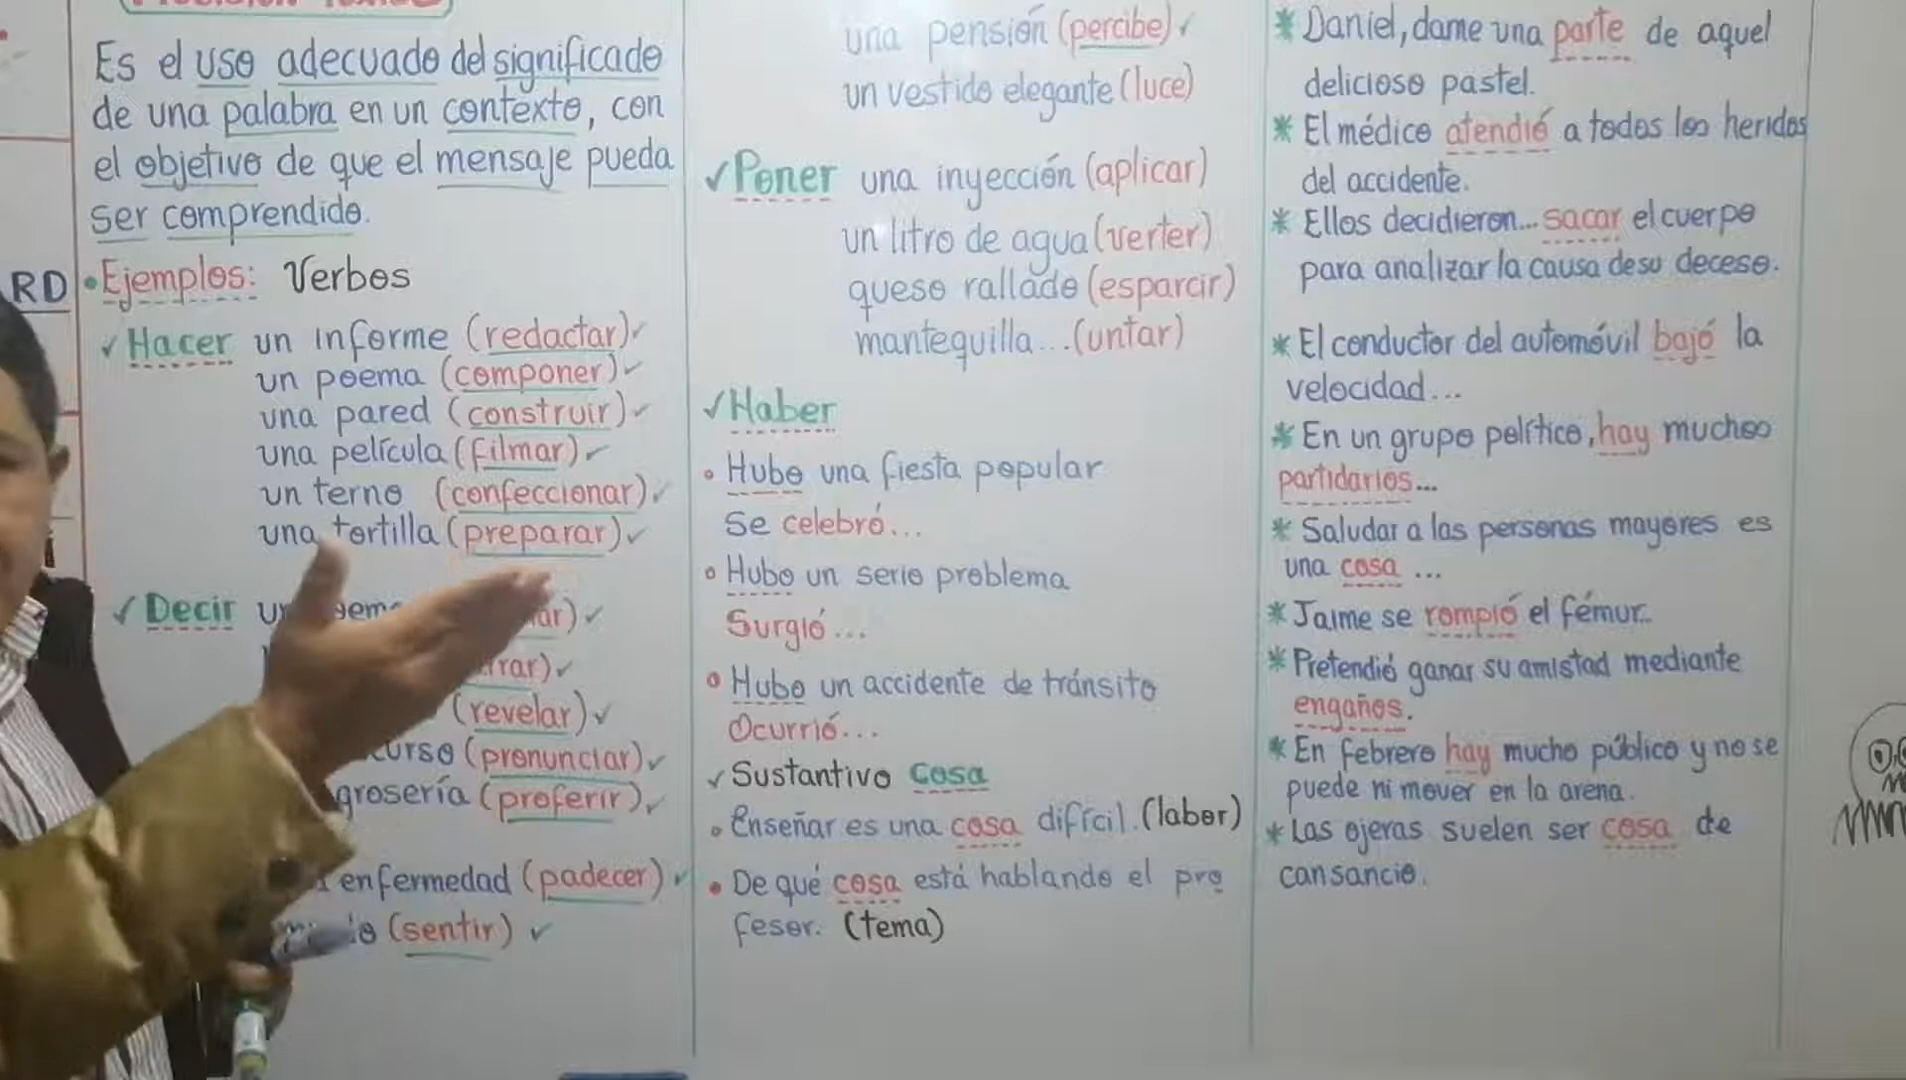 RD
Es el uso adecuado del significado
de una palabra en un contexto, con
el objetivo de que el mensaje pueda
ser comprendido.
•Ejemplos: Verbos
✓Hacer un informe (redactar)✓
un poema (componer)✓
una pared (construir)✓
una película (filmar)✓
un terno (confeccionar)✓
una tortilla (preparar)✓
✓Decir
(revelar)✓
(pronunciar)✓
grosería (proferir)✓
enfermedad (padecer)✓
(sentir) ✓
una pensión (percibe)✓
un vestido elegante (luce)
✓Poner una inyección (aplicar)
un litro de agua (verter)
queso rallado (esparcir)
mantequilla...(untar)
✓Haber
• Hubo una fiesta popular
Se celebró...
• Hubo un serio problema
Surgió...
• Hubo un accidente de tránsito
Ocurrió...
✓Sustantivo Cosa
• Enseñar es una cosa difícil.(labor)
• De qué cosa está hablando el pro
fesor. (tema)
* Daniel, dame una parte de aquel
delicioso pastel.
* El médico atendió a todos los heridos
del accidente.
* Ellos decidieron... sacar el cuerpo
para analizar la causa de su deceso.
* El conductor del automóvil bajó la
velocidad...
* En un grupo político, hay muchos
partidarios...
* Saludar a las personas mayores es
una cosa ...
* Jaime se rompió el fémur...
* Pretendió ganar su amistad mediante
engaños.
* En febrero hay mucho público y no se
puede ni mover en la arena.
* Las ojeras suelen ser cosa de
cansancio.